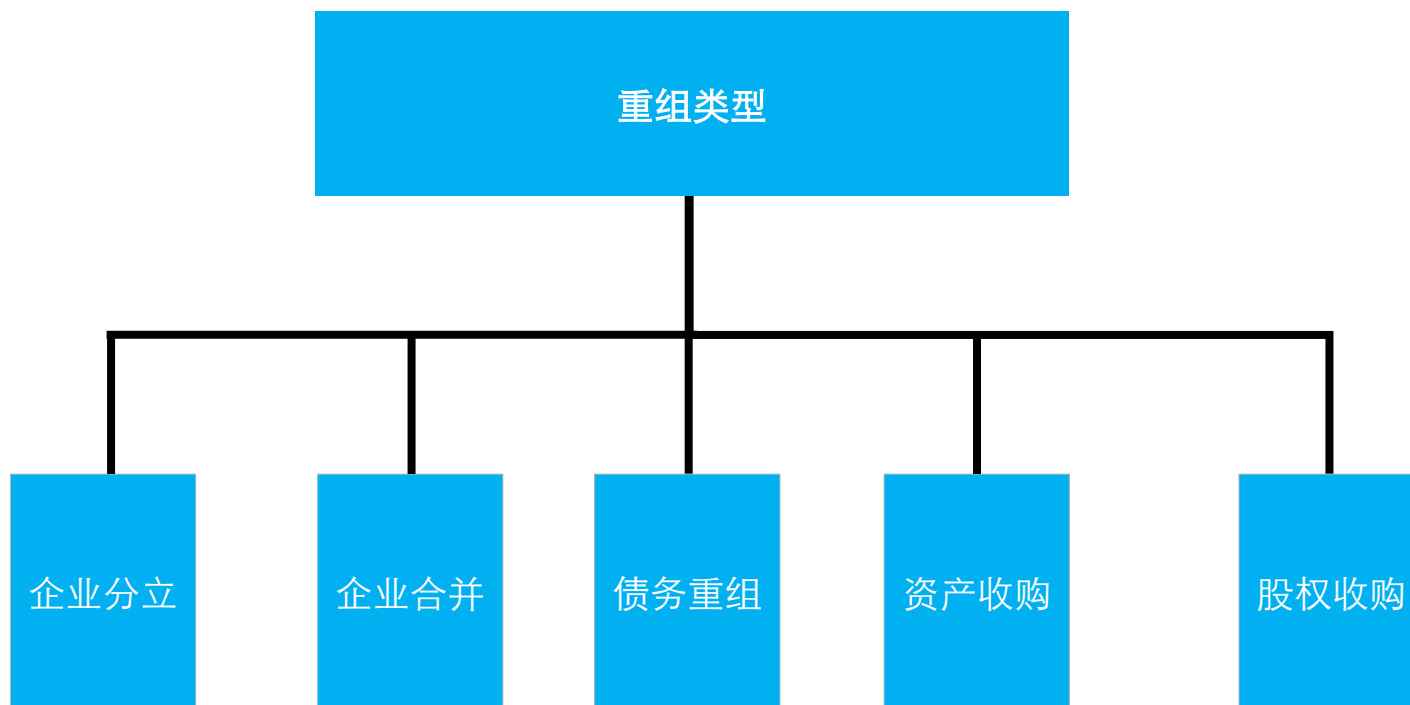 重组类型
企业分立
企业合并
债务重组
资产收购
股权收购